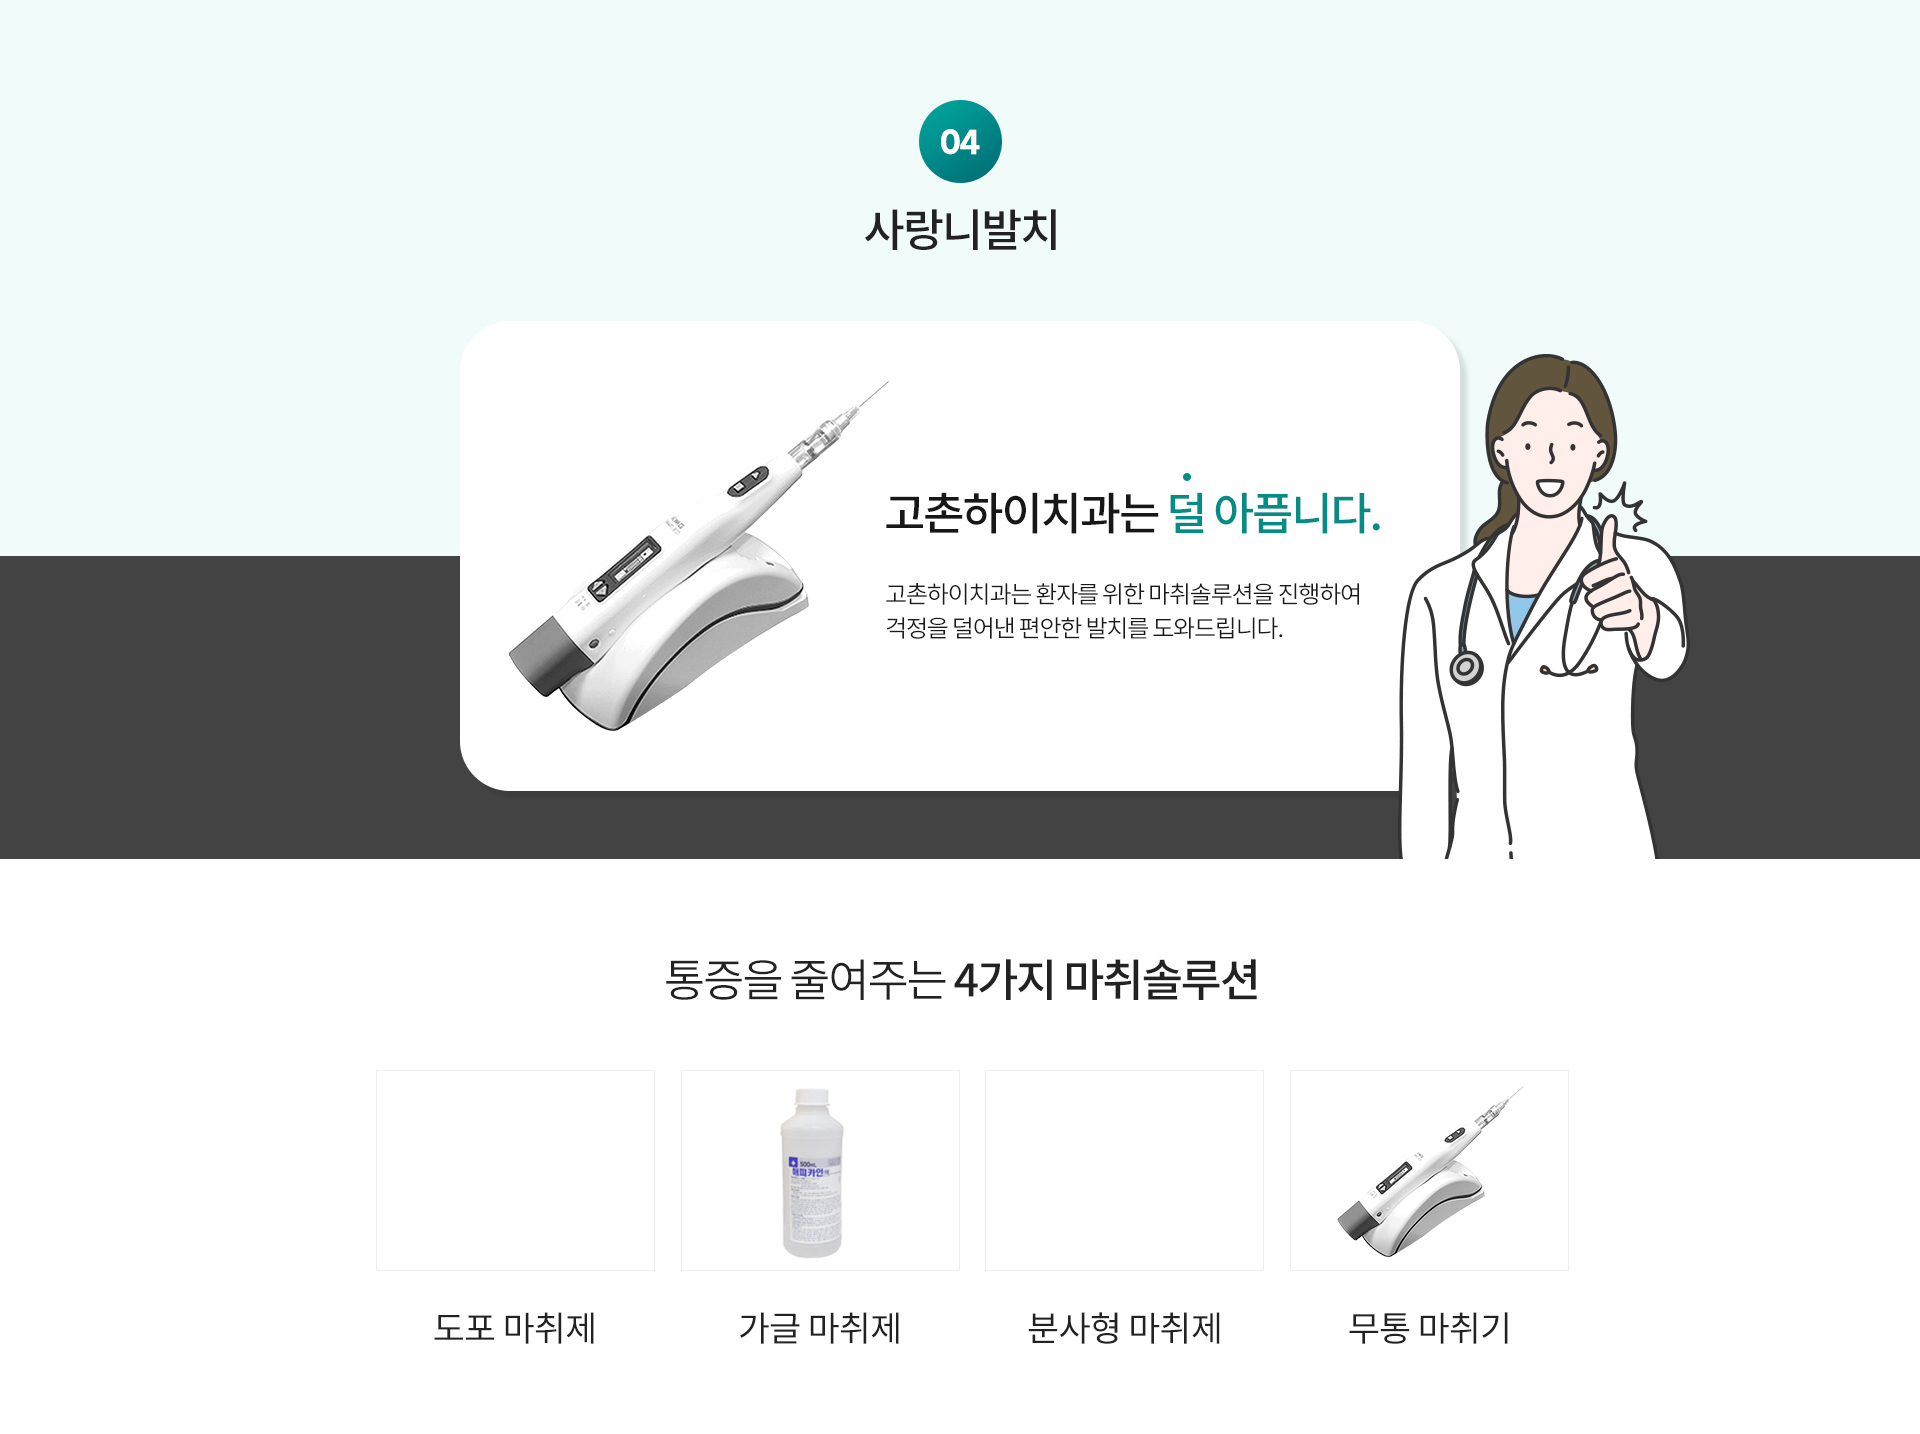 04
사랑니발치
고촌하이치과는 덜 아픕니다.
고촌하이치과는 환자를 위한 마취솔루션을 진행하여
걱정을 덜어낸 편안한 발치를 도와드립니다.
통증을 줄여주는 4가지 마취솔루션
500mL
해피카인액
도포 마취제
가글 마취제
분사형 마취제
무통 마취기